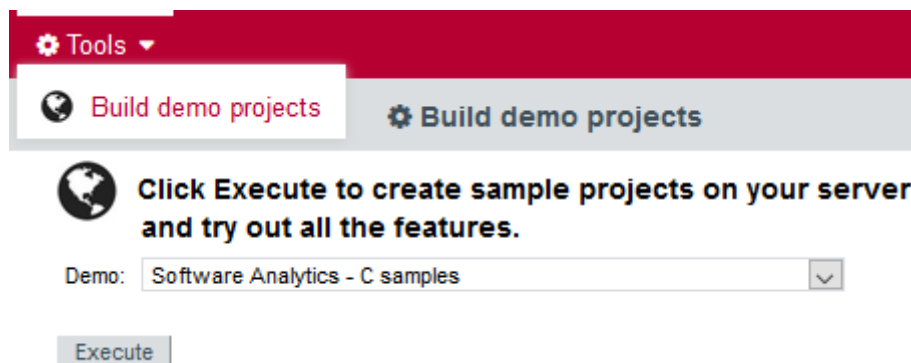 Tools
Build demo projects
Build demo projects
Click Execute to create sample projects on your server
and try out all the features.
Demo: Software Analytics - C samples
Execute